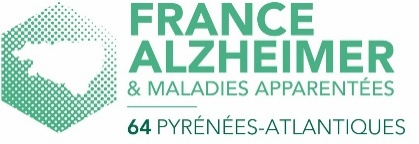 FRANCE
ALZHEIMER
& MALADIES APPARENTÉES
64 PYRÉNÉES-ATLANTIQUES